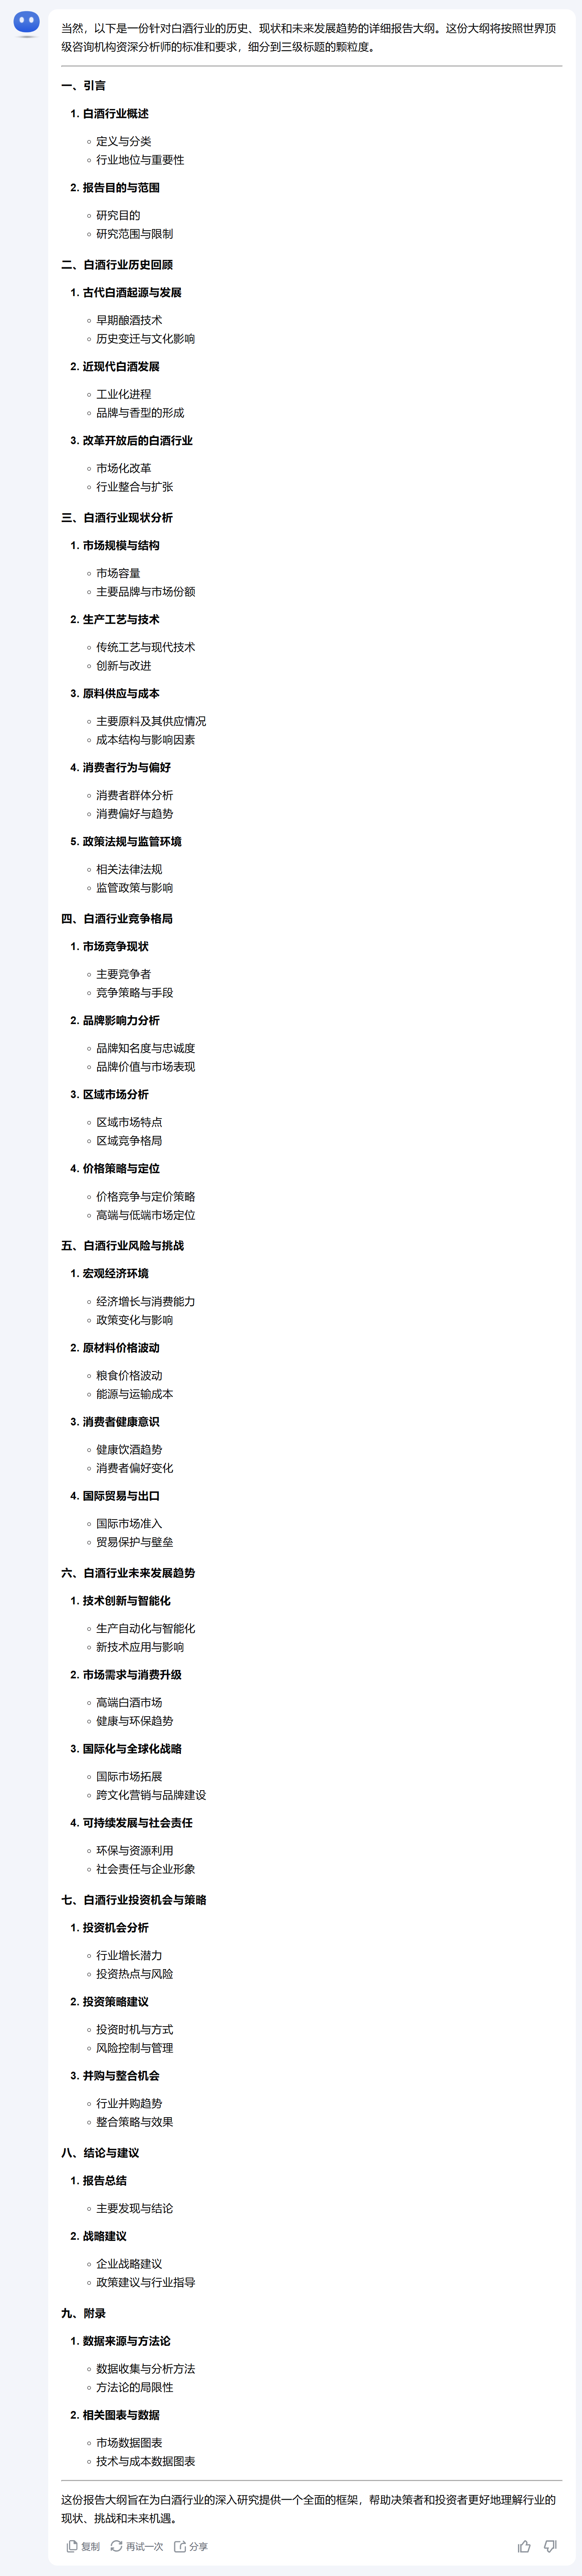 当然，以下是一份针对白酒行业的历史、现状和未来发展趋势的详细报告大纲。这份大纲将按照世界顶
级咨询机构资深分析师的标准和要求，细分到三级标题的颗粒度。
一、引言
1. 白酒行业概述
定义与分类
行业地位与重要性
2. 报告目的与范围
研究目的
研究范围与限制
二、白酒行业历史回顾
1. 古代白酒起源与发展
早期酿酒技术
历史变迁与文化影响
2. 近现代白酒发展
工业化进程
品牌与香型的形成
3. 改革开放后的白酒行业
市场化改革
行业整合与扩张
三、白酒行业现状分析
1. 市场规模与结构
市场容量
主要品牌与市场份额
2. 生产工艺与技术
传统工艺与现代技术
创新与改进
3. 原料供应与成本
主要原料及其供应情况
成本结构与影响因素
4. 消费者行为与偏好
消费者群体分析
消费偏好与趋势
5. 政策法规与监管环境
相关法律法规
监管政策与影响
四、白酒行业竞争格局
1. 市场竞争现状
主要竞争者
竞争策略与手段
2. 品牌影响力分析
品牌知名度与忠诚度
品牌价值与市场表现
3. 区域市场分析
区域市场特点
区域竞争格局
4. 价格策略与定位
价格竞争与定价策略
高端与低端市场定位
五、白酒行业风险与挑战
1. 宏观经济环境
经济增长与消费能力
政策变化与影响
2. 原材料价格波动
粮食价格波动
能源与运输成本
3. 消费者健康意识
健康饮酒趋势
消费者偏好变化
4. 国际贸易与出口
国际市场准入
贸易保护与壁垒
六、白酒行业未来发展趋势
1. 技术创新与智能化
生产自动化与智能化
新技术应用与影响
2. 市场需求与消费升级
高端白酒市场
健康与环保趋势
3. 国际化与全球化战略
国际市场拓展
跨文化营销与品牌建设
4. 可持续发展与社会责任
环保与资源利用
社会责任与企业形象
七、白酒行业投资机会与策略
1. 投资机会分析
行业增长潜力
投资热点与风险
2. 投资策略建议
投资时机与方式
风险控制与管理
3. 并购与整合机会
行业并购趋势
整合策略与效果
八、结论与建议
1. 报告总结
主要发现与结论
2. 战略建议
企业战略建议
政策建议与行业指导
九、附录
1. 数据来源与方法论
数据收集与分析方法
方法论的局限性
2. 相关图表与数据
市场数据图表
技术与成本数据图表
这份报告大纲旨在为白酒行业的深入研究提供一个全面的框架，帮助决策者和投资者更好地理解行业的
现状、挑战和未来机遇。
复制 再试一次 分享